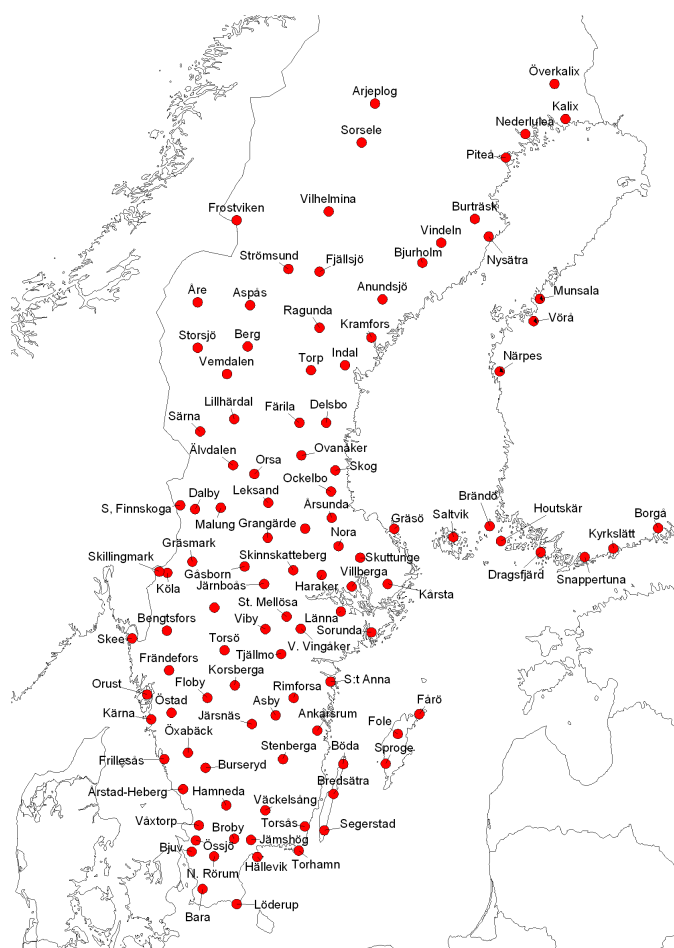 Överkalix
Arjeplog
Kalix
Nederluleå
Sorsele
Piteå
Vilhelmina
Frostviken
Burträsk
Vindeln
Bjurholm
Nysätra
Strömsund
Fjällsjö
Åre
Aspås
Anundsjö
Munsala
Ragunda
Vörå
Kramfors
Storsjö
Berg
Indal
Närpes
Vemdalen
Torp
Lillhärdal
Färila
Delsbo
Särna
Älvdalen
Ovanåker
Orsa
Skog
Ockelbo
Leksand
Dalby
S. Finnskoga
Årsunda
Brändö
Houtskär
Saltvik
Gräsö
Borgå
Malung
Grangärde
Nora
Kyrkslätt
Gräsmark
Skinnskatteberg
Skuttunge
Skillingmark
Gåsborn
Villberga
Dragsfjärd
Snappertuna
Köla
Järnboås
Haraker
Kårsta
St. Mellösa
Bengtsfors
Viby
Länna
Sorunda
Skee
Torsö
Tjällmo
V. Vingåker
Frändefors
Korsberga
S:t Anna
Orust
Floby
Rimforsa
Östad
Fårö
Kärna
Järsnäs
Asby
Ankarsrum
Fole
Öxabäck
Stenberga
Böda
Sproge
Frillesås
Burseryd
Bredsätra
Årstad-Heberg
Hamneda
Väckelsång
Våxtorp
Broby
Torsås
Segerstad
Bjuv
Össjö
Jämshög
N. Rörum
Hällevik
Torhamn
Bara
Löderup